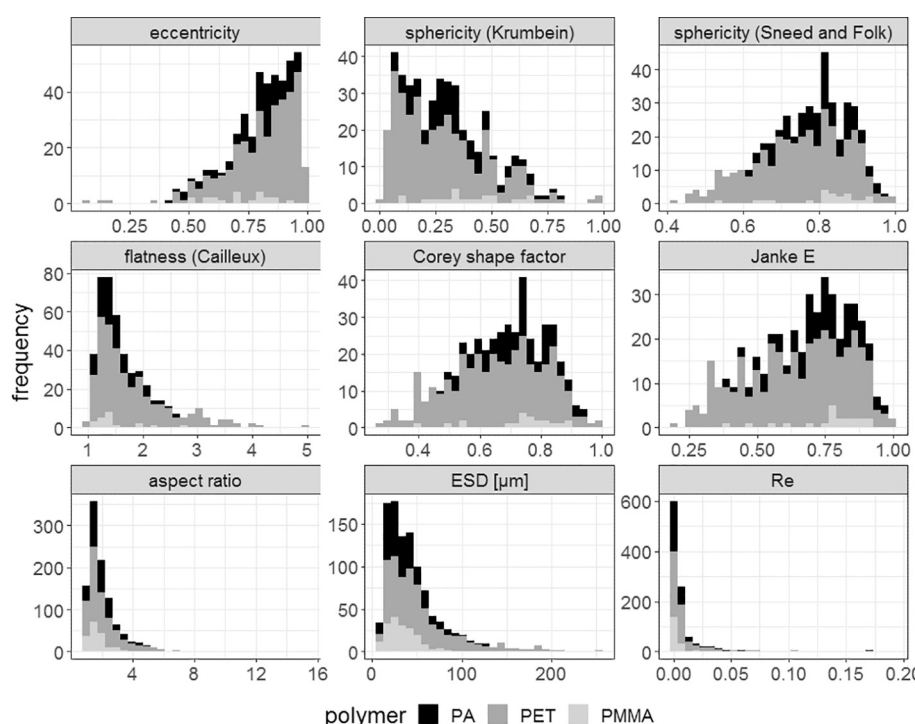 eccentricity
sphericity (Krumbein)
sphericity (Sneed and Folk)
40
20
0
0.25 0.50 0.75 1.00
40
30
20
10
0
0.00 0.25 0.50 0.75 1.00
40
30
20
10
0
0.4 0.6 0.8 1.0
flatness (Cailleux)
Corey shape factor
Janke E
frequency
80
60
40
20
0
1 2 3 4 5
40
30
20
10
0
0.4 0.6 0.8 1.0
30
20
10
0
0.25 0.50 0.75 1.00
aspect ratio
ESD [µm]
Re
300
200
100
0
4 8 12 16
150
100
50
0
0 100 200
600
400
200
0
0.00 0.05 0.10 0.15 0.20
polymer PA PET PMMA